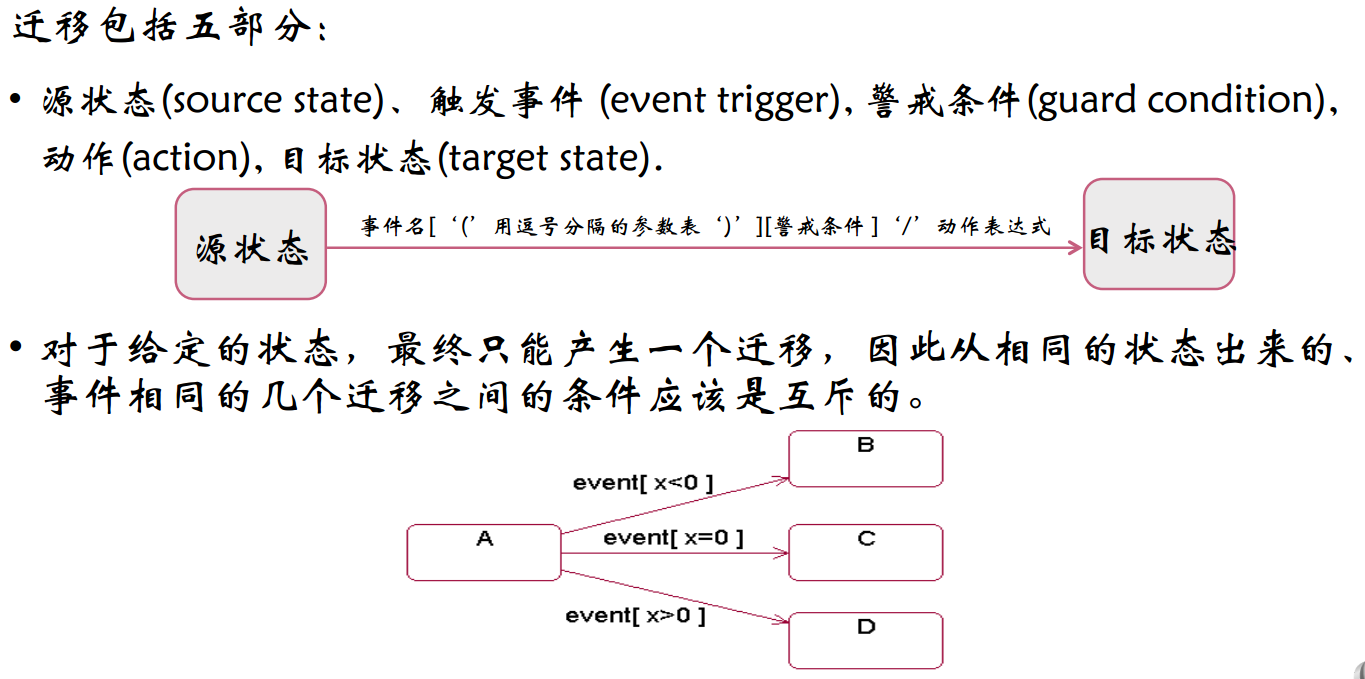 迁移包括五部分:
• 源状态(source state)、触发事件 (event trigger), 警戒条件(guard condition),
动作(action), 目标状态(target state).
源状态
事件名[‘(’用逗号分隔的参数表‘)’][警戒条件]‘/’动作表达式
目标状态
• 对于给定的状态，最终只能产生一个迁移，因此从相同的状态出来的、
事件相同的几个迁移之间的条件应该是互斥的。
B
event[ x<0 ]
A
event[ x=0 ]
C
event[ x>0 ]
D